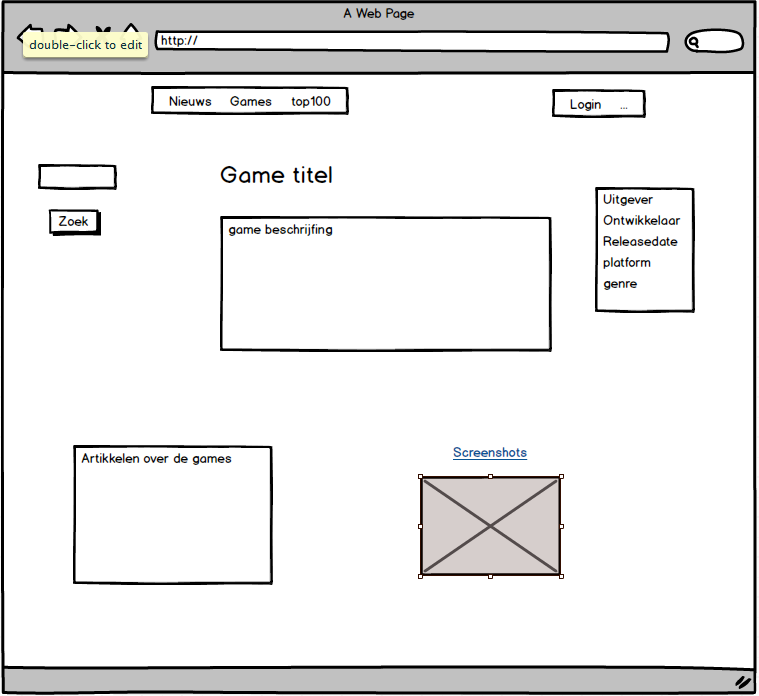 A Web Page
double-click to edit
http://
Nieuws Games top100
Login ...
Game titel
Zoek
game beschrijfing
Uitgever
Ontwikkelaar
Releasedate
platform
genre
Artikkelen over de games
Screenshots